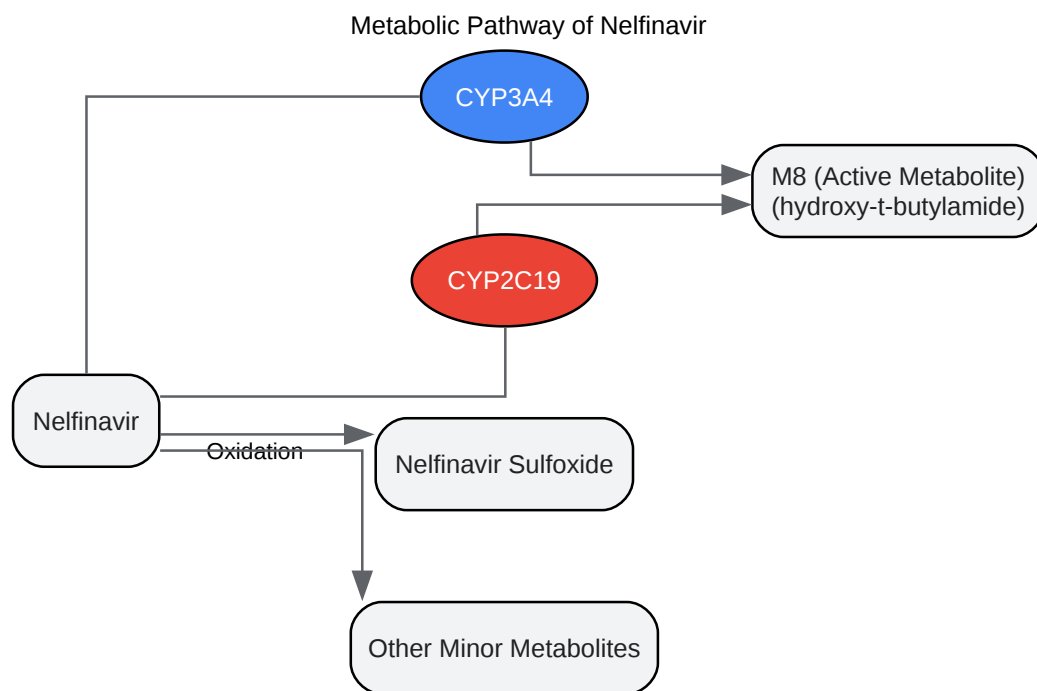 Metabolic Pathway of Nelfinavir
CYP3A4
M8 (Active Metabolite)
(hydroxy-t-butylamide)
CYP2C19
Nelfinavir
Oxidation
Nelfinavir Sulfoxide
Other Minor Metabolites